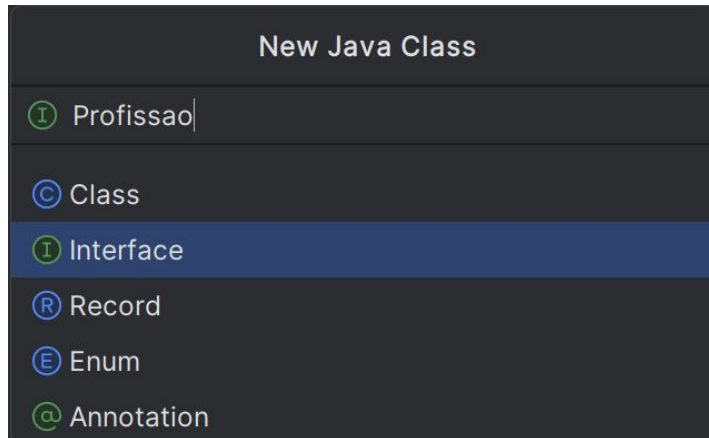 New Java Class
I Profissao
C Class
I Interface
R Record
E Enum
@ Annotation